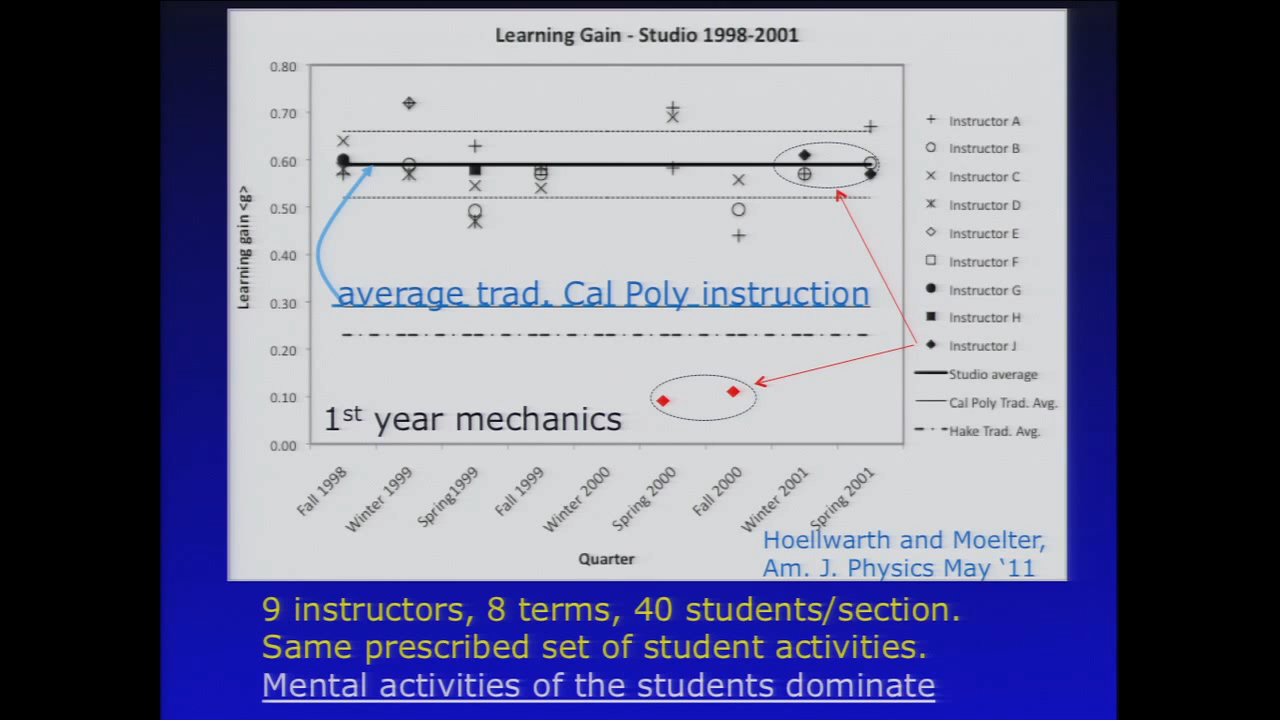 Learning Gain - Studio 1998-2001
Learning gain <g>
0.80
0.70
0.60
0.50
0.40
0.30
0.20
0.10
0.00
average trad. Cal Poly instruction
1st year mechanics
Fall 1998
Winter 1999
Spring1999
Fall 1999
Winter 2000
Spring 2000
Fall 2000
Winter 2001
Spring 2001
Quarter
Instructor A
Instructor B
Instructor C
Instructor D
Instructor E
Instructor F
Instructor G
Instructor H
Instructor J
Studio average
Cal Poly Trad. Avg.
Hake Trad. Avg.
Hoellwarth and Moelter,
Am. J. Physics May ‘11
9 instructors, 8 terms, 40 students/section.
Same prescribed set of student activities.
Mental activities of the students dominate